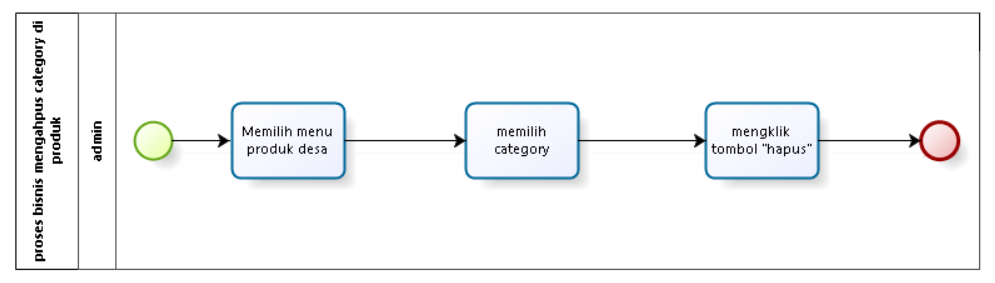 proses bisnis mengahpus category di
produk
admin
Memilih menu
produk desa
memilih
category
mengklik
tombol "hapus"